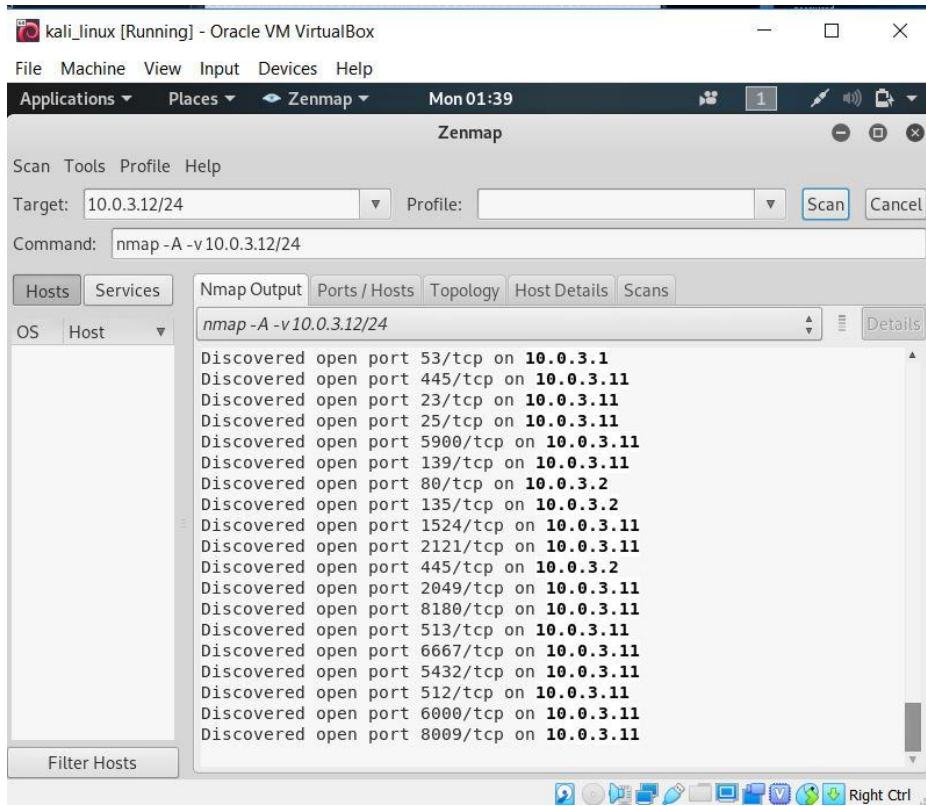 kali_linux [Running] - Oracle VM VirtualBox
File Machine View Input Devices Help
Applications Places Zenmap Mon 01:39 1
Zenmap
Scan Tools Profile Help
Target: 10.0.3.12/24 Profile: Scan Cancel
Command: nmap -A -v 10.0.3.12/24
Hosts Services Nmap Output Ports / Hosts Topology Host Details Scans
OS Host nmap -A -v 10.0.3.12/24 Details
Discovered open port 53/tcp on 10.0.3.1
Discovered open port 445/tcp on 10.0.3.11
Discovered open port 23/tcp on 10.0.3.11
Discovered open port 25/tcp on 10.0.3.11
Discovered open port 5900/tcp on 10.0.3.11
Discovered open port 139/tcp on 10.0.3.11
Discovered open port 80/tcp on 10.0.3.2
Discovered open port 135/tcp on 10.0.3.2
Discovered open port 1524/tcp on 10.0.3.11
Discovered open port 2121/tcp on 10.0.3.11
Discovered open port 445/tcp on 10.0.3.2
Discovered open port 2049/tcp on 10.0.3.11
Discovered open port 8180/tcp on 10.0.3.11
Discovered open port 513/tcp on 10.0.3.11
Discovered open port 6667/tcp on 10.0.3.11
Discovered open port 5432/tcp on 10.0.3.11
Discovered open port 512/tcp on 10.0.3.11
Discovered open port 6000/tcp on 10.0.3.11
Discovered open port 8009/tcp on 10.0.3.11
Filter Hosts
Right Ctrl